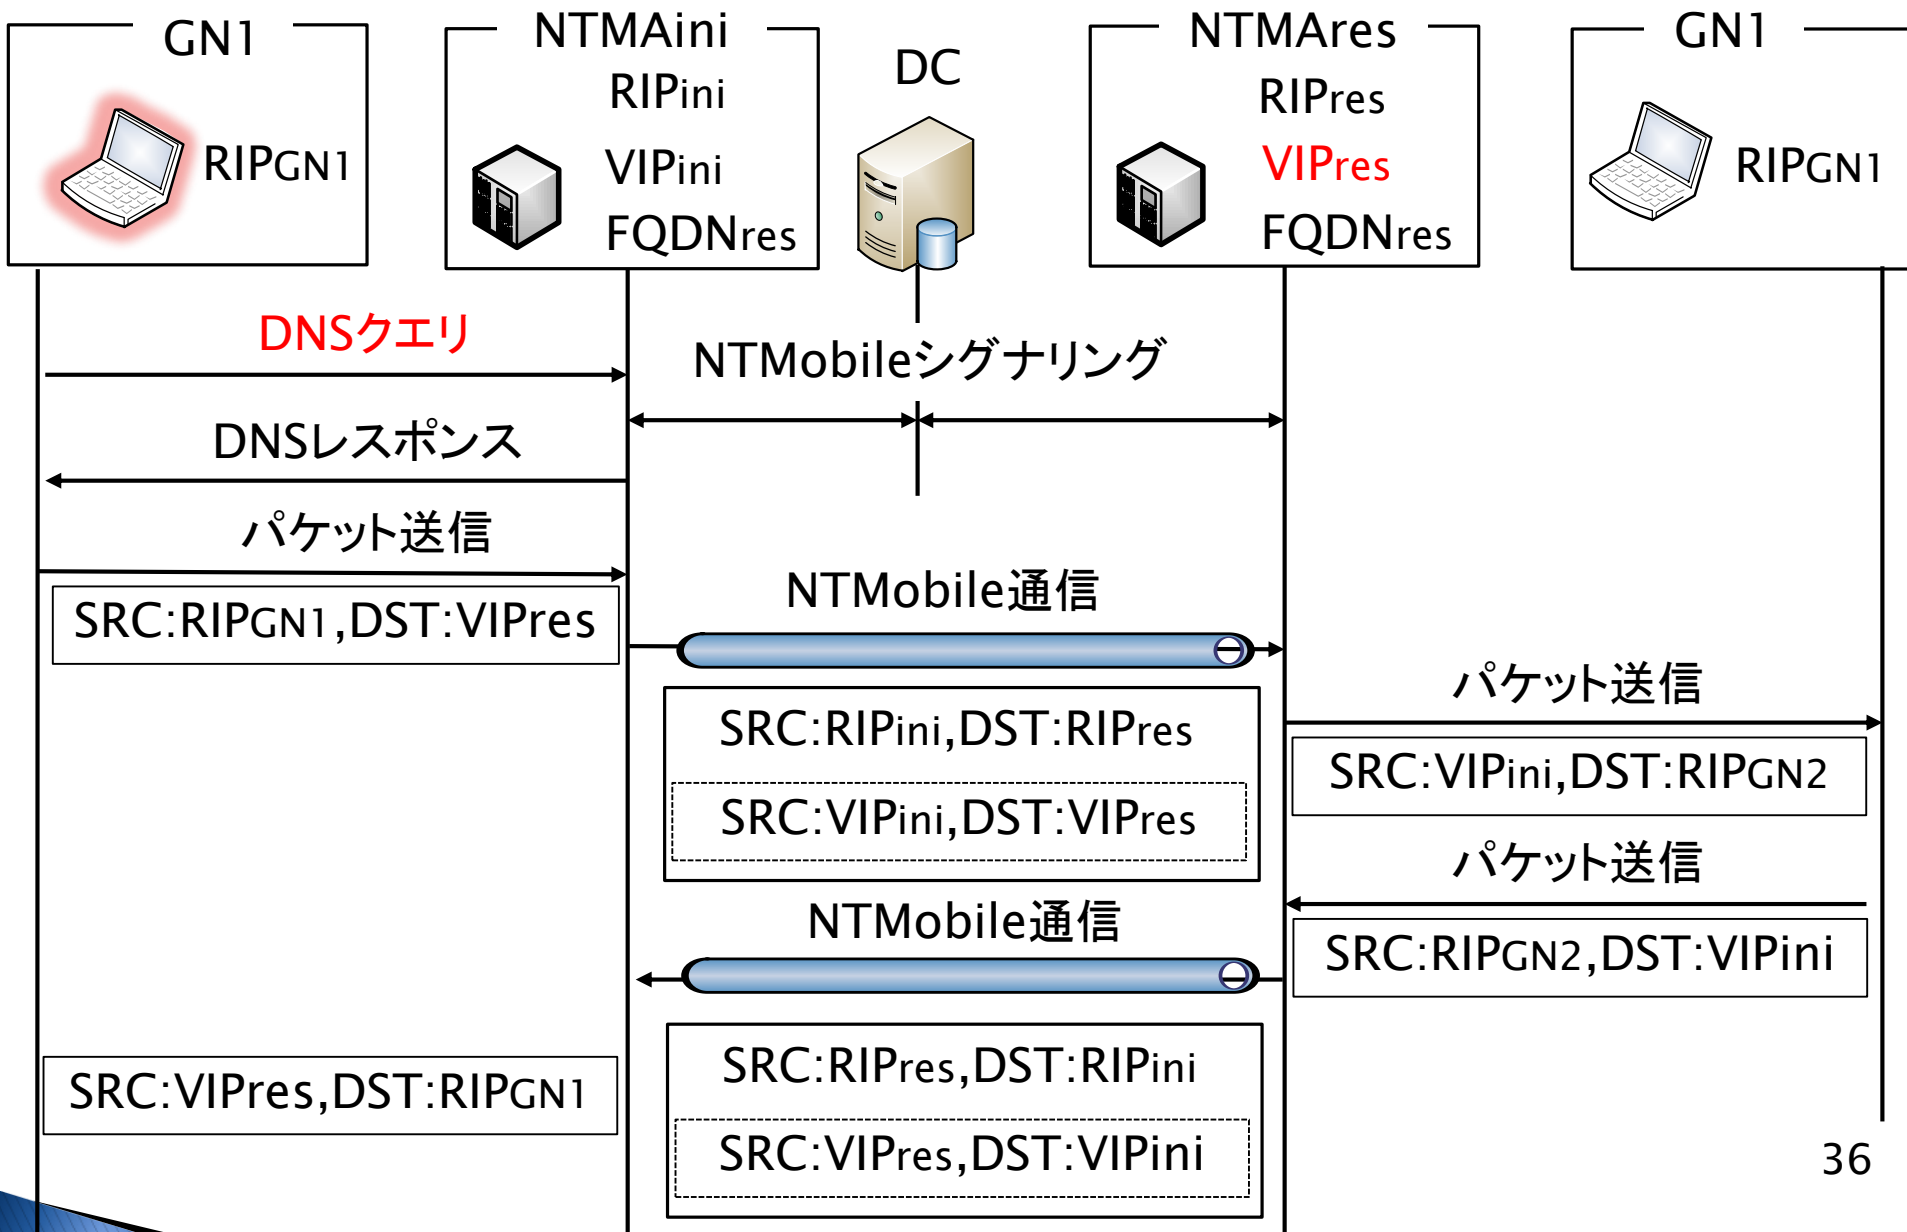 GN1
RIPGN1
NTMAini
RIPini
VIPini
FQDNres
DC
NTMAres
RIPres
VIPres
FQDNres
GN1
RIPGN1
DNSクエリ
NTMobileシグナリング
DNSレスポンス
パケット送信
SRC:RIPGN1,DST:VIPres
NTMobile通信
SRC:RIPini,DST:RIPres
SRC:VIPini,DST:VIPres
パケット送信
SRC:VIPini,DST:RIPGN2
パケット送信
SRC:RIPGN2,DST:VIPini
NTMobile通信
SRC:RIPres,DST:RIPini
SRC:VIPres,DST:VIPini
SRC:VIPres,DST:RIPGN1
36